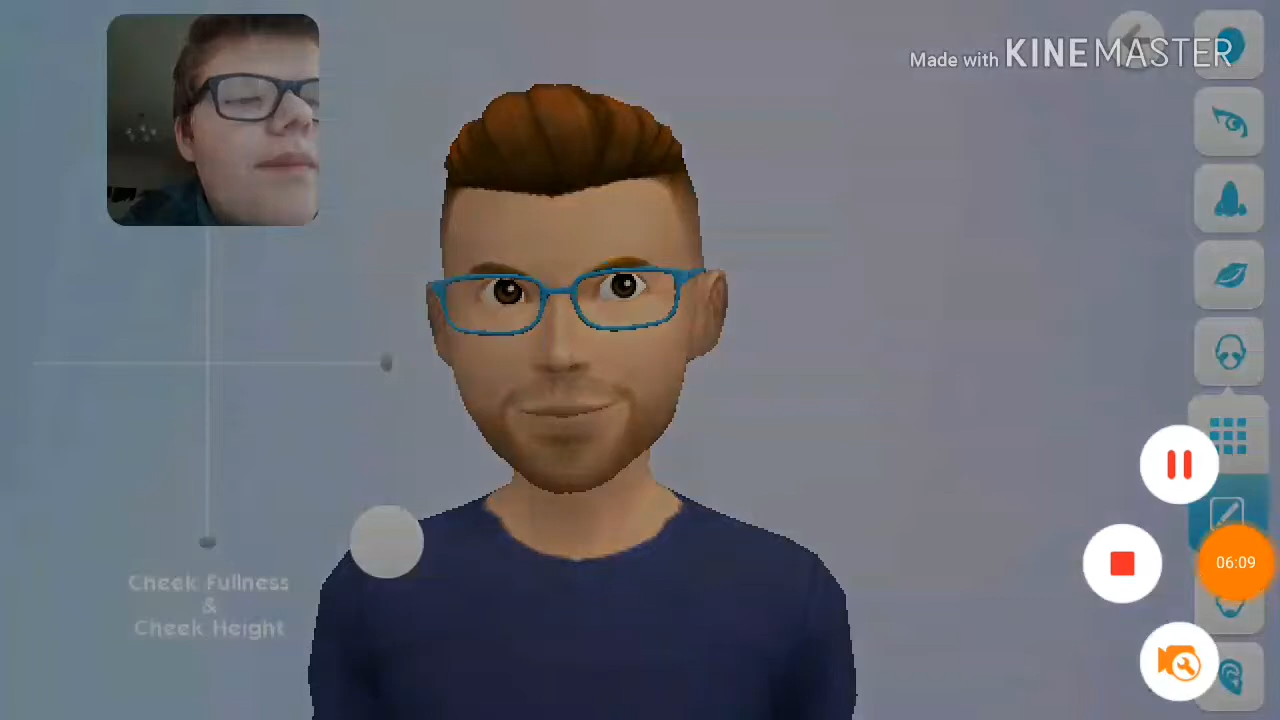 Made with KINEMASTER
06:09
Cheek Fullness
&
Cheek Height